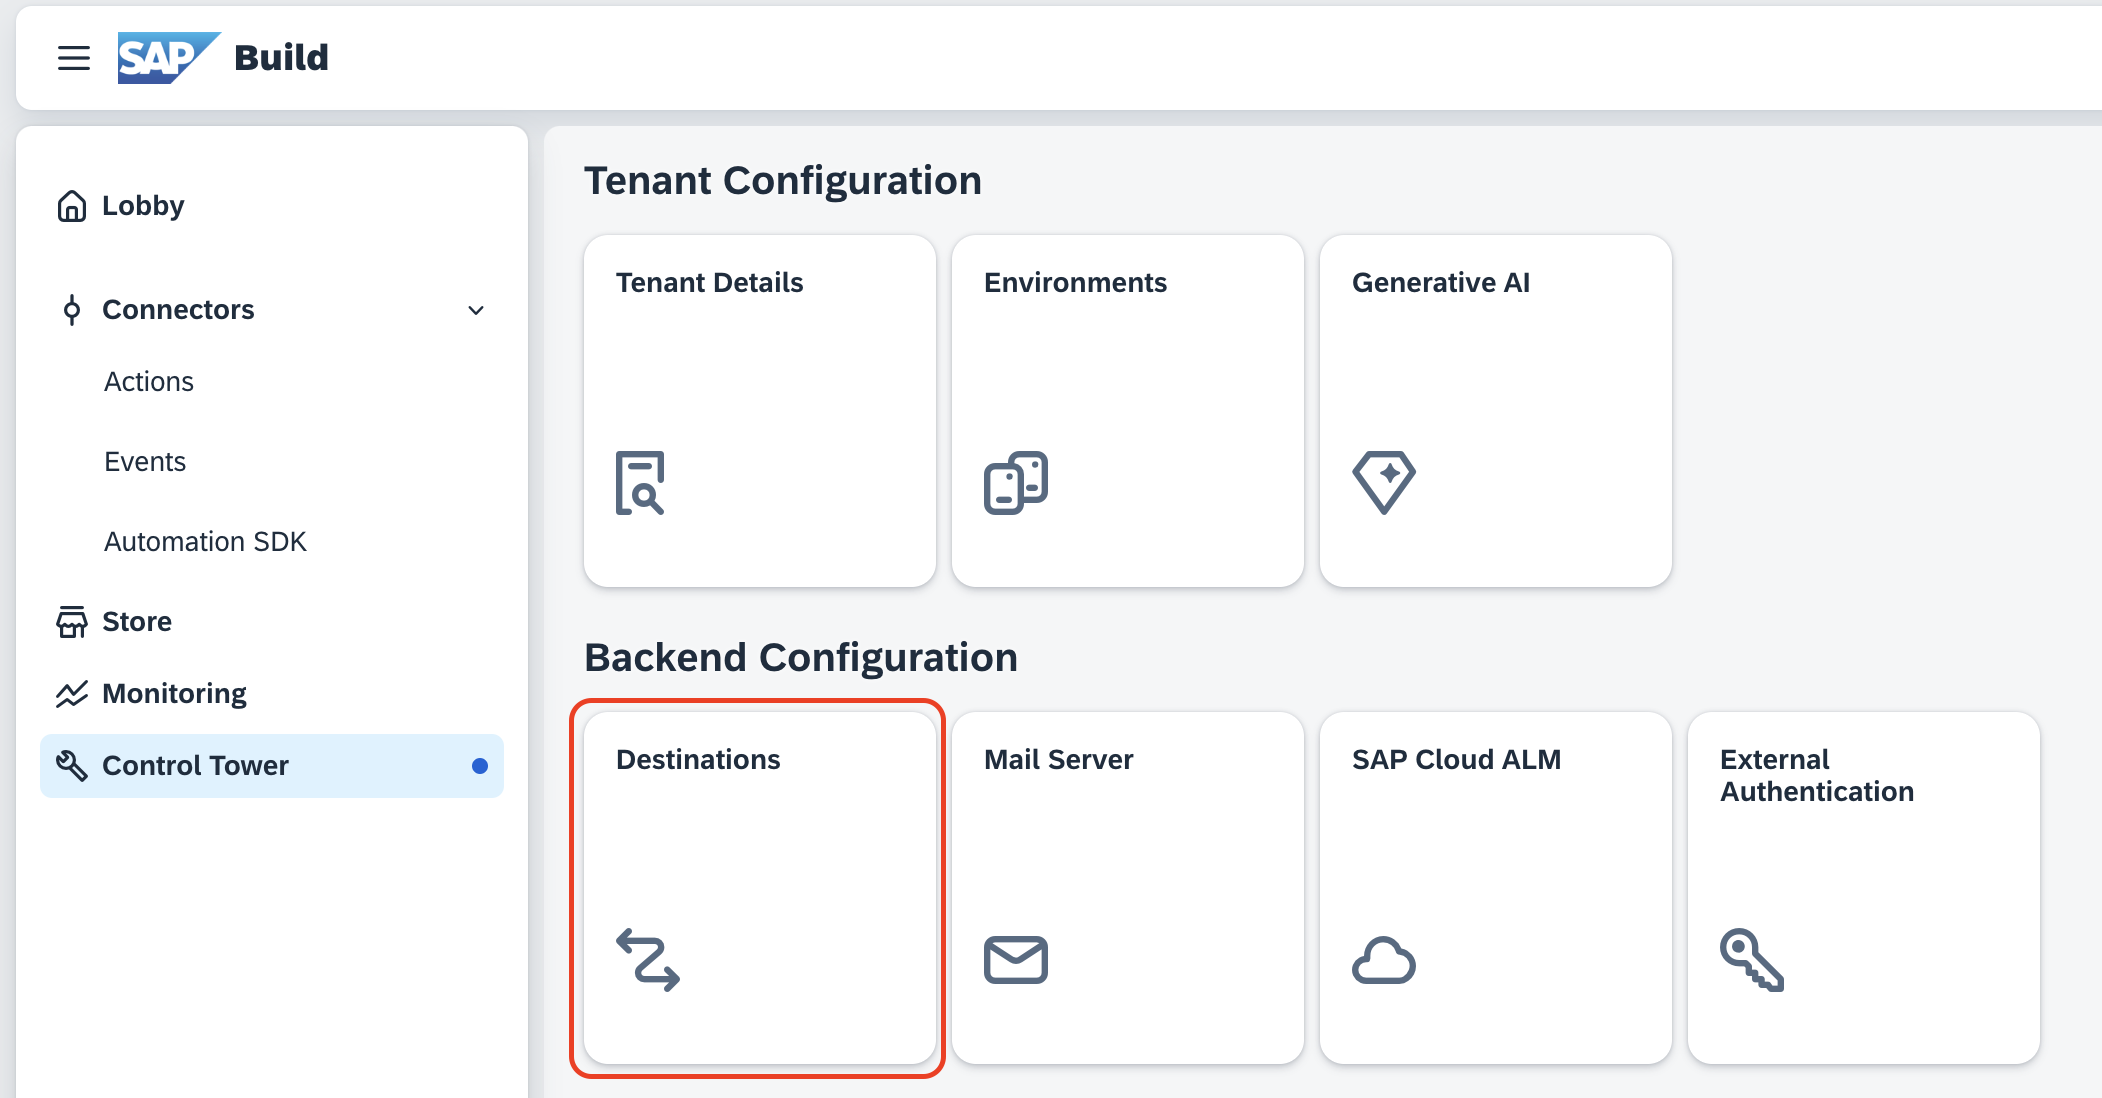 SAP Build
Lobby
Connectors
Actions
Events
Automation SDK
Store
Monitoring
Control Tower
Tenant Configuration
Tenant Details
Environments
Generative AI
Backend Configuration
Destinations
Mail Server
SAP Cloud ALM
External
Authentication